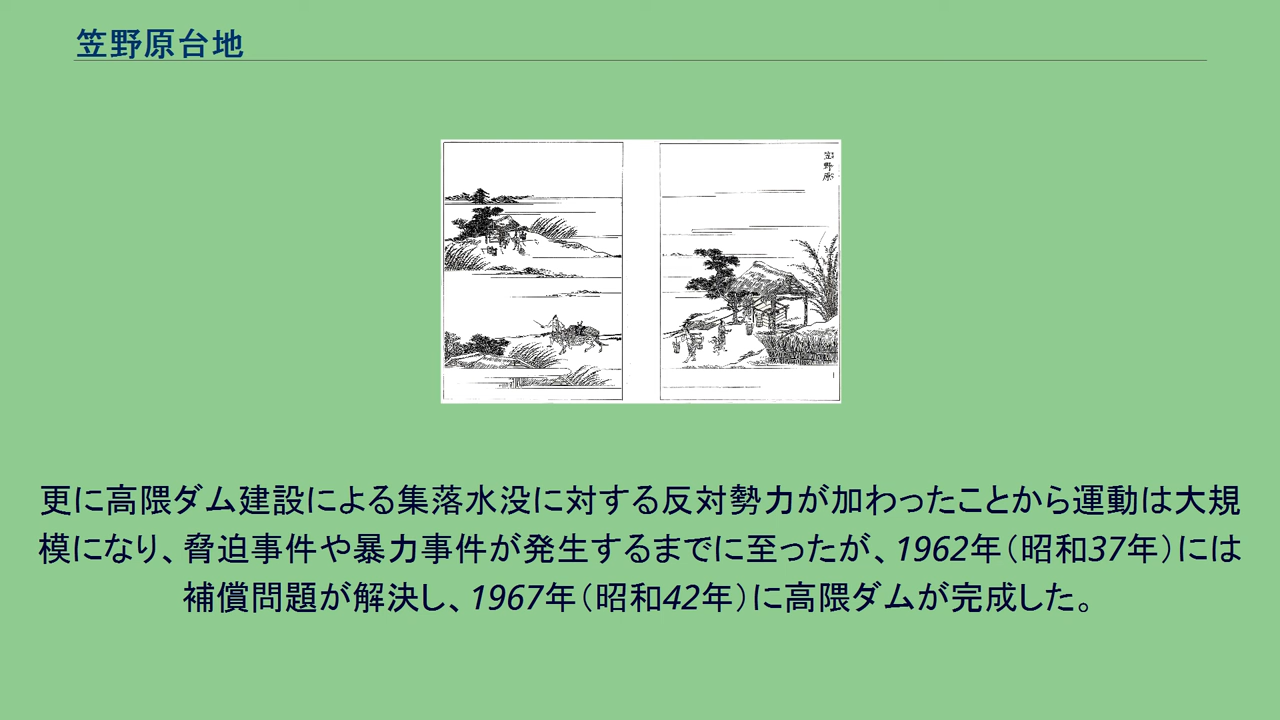 笠野原台地
笠野原
更に高隈ダム建設による集落水没に対する反対勢力が加わったことから運動は大規
模になり、脅迫事件や暴力事件が発生するまでに至ったが、1962年（昭和37年）には
補償問題が解決し、1967年（昭和42年）に高隈ダムが完成した。